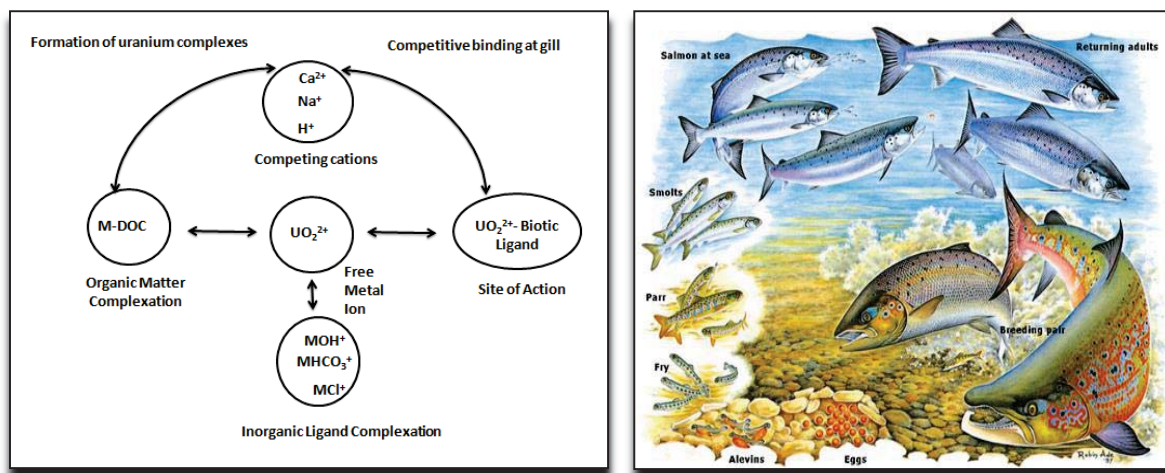 Formation of uranium complexes
Competitive binding at gill
Ca²⁺
Na⁺
H⁺
Competing cations
M-DOC
UO₂²⁺
UO₂²⁺- Biotic
Ligand
Organic Matter
Complexation
Free
Metal
Ion
Site of Action
MOH⁺
MHCO₃⁺
MCl⁺
Inorganic Ligand Complexation
Salmon at sea
Returning adults
Smolts
Parr
Breeding pair
Fry
Alevins
Eggs